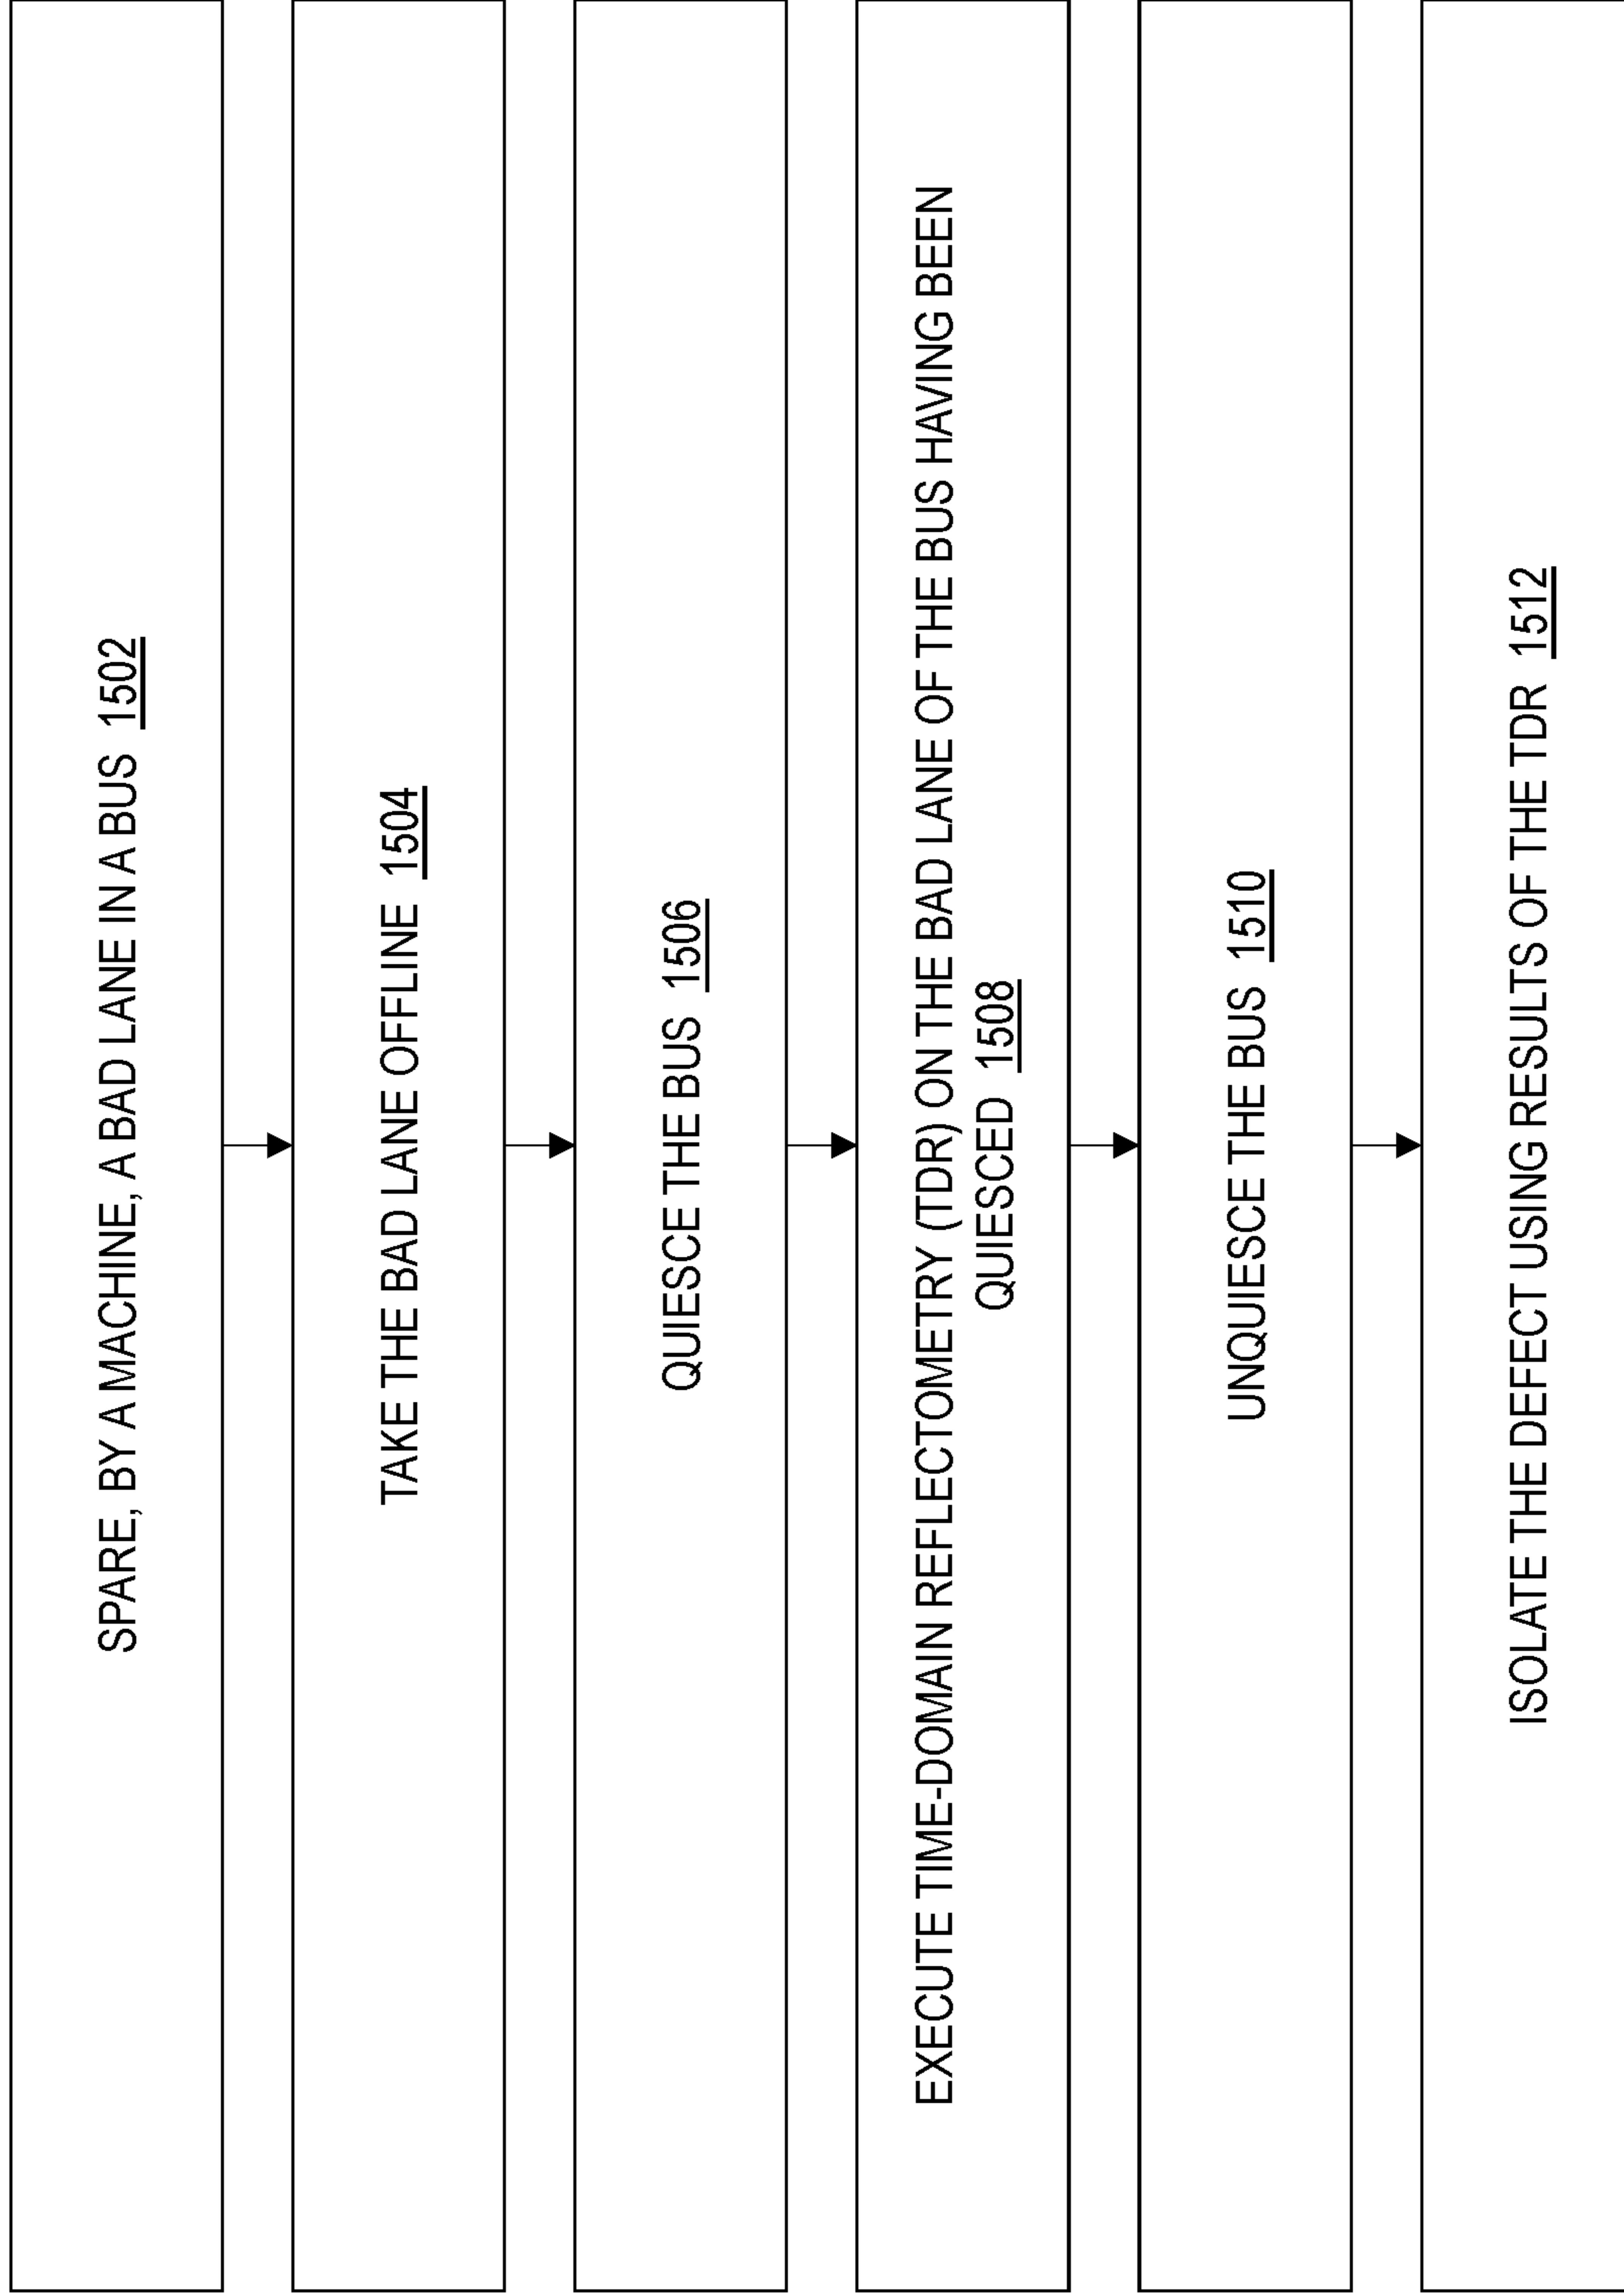 SPARE, BY A MACHINE, A BAD LANE IN A BUS 1502
TAKE THE BAD LANE OFFLINE 1504
QUIESCE THE BUS 1506
EXECUTE TIME-DOMAIN REFLECTOMETRY (TDR) ON THE BAD LANE OF THE BUS HAVING BEEN
QUIESCED 1508
UNQUIESCE THE BUS 1510
ISOLATE THE DEFECT USING RESULTS OF THE TDR 1512